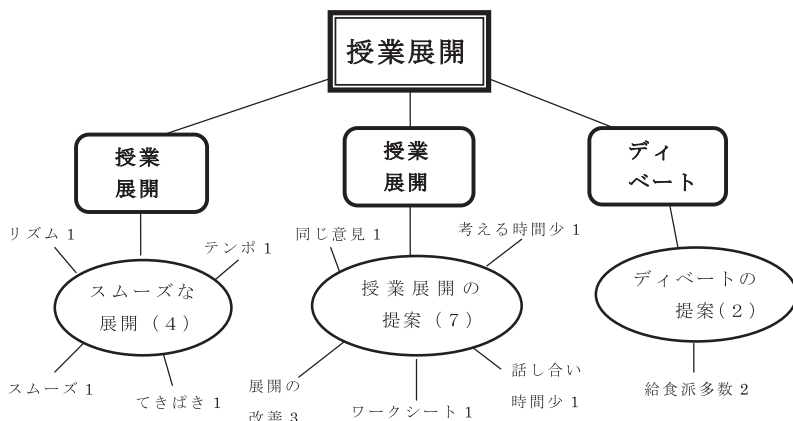 授業展開
授業
展開
授業
展開
ディ
ベート
リズム１
テンポ１
スムーズな
展開（４）
スムーズ１
てきぱき１
同じ意見１
考える時間少１
授業展開の
提案（７）
展開の
改善３
ワークシート１
話し合い
時間少１
ディベートの
提案（２）
給食派多数２